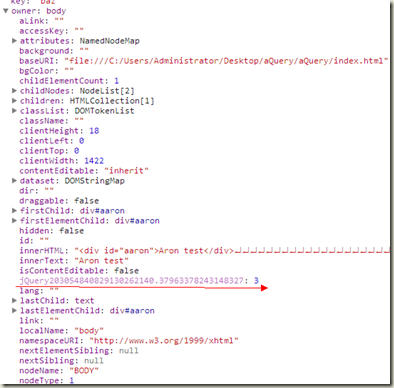 key: "baz"
▼ owner: body
aLink: ""
accessKey: ""
▶ attributes: NamedNodeMap
background: ""
baseURI: "file:///C:/Users/Administrator/Desktop/aQuery/aQuery/index.html"
bgColor: ""
childElementCount: 1
▶ childNodes: NodeList[2]
▶ children: HTMLCollection[1]
▶ classList: DOMTokenList
className: ""
clientHeight: 18
clientLeft: 0
clientTop: 0
clientWidth: 1422
contentEditable: "inherit"
▶ dataset: DOMStringMap
dir: ""
draggable: false
▶ firstChild: div#aaron
▶ firstElementChild: div#aaron
hidden: false
id: ""
innerHTML: "<div id="aaron">Aron test</div>↵↵↵↵↵↵↵↵↵↵↵↵↵↵↵
innerText: "Aron test"
isContentEditable: false
jQuery203054840829130262140.37963378243148327: 3
lang: ""
▶ lastChild: text
▶ lastElementChild: div#aaron
link: ""
localName: "body"
namespaceURI: "http://www.w3.org/1999/xhtml"
nextElementSibling: null
nextSibling: null
nodeName: "BODY"
nodeType: 1